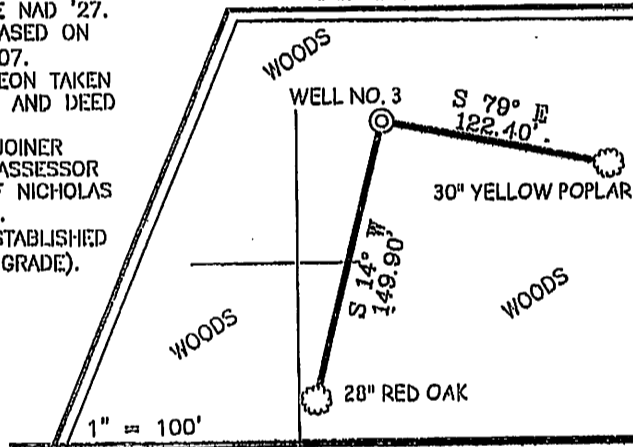 E NAD '27.
ASED ON
07.
EON TAKEN
AND DEED
JOINER
ASSESSOR
F NICHOLAS
STABLISHED
GRADE).
WOODS
WELL NO. 3
S 79° E
122.40'
30" YELLOW POPLAR
S 14° W
149.90'
WOODS
WOODS
28" RED OAK
1" = 100'